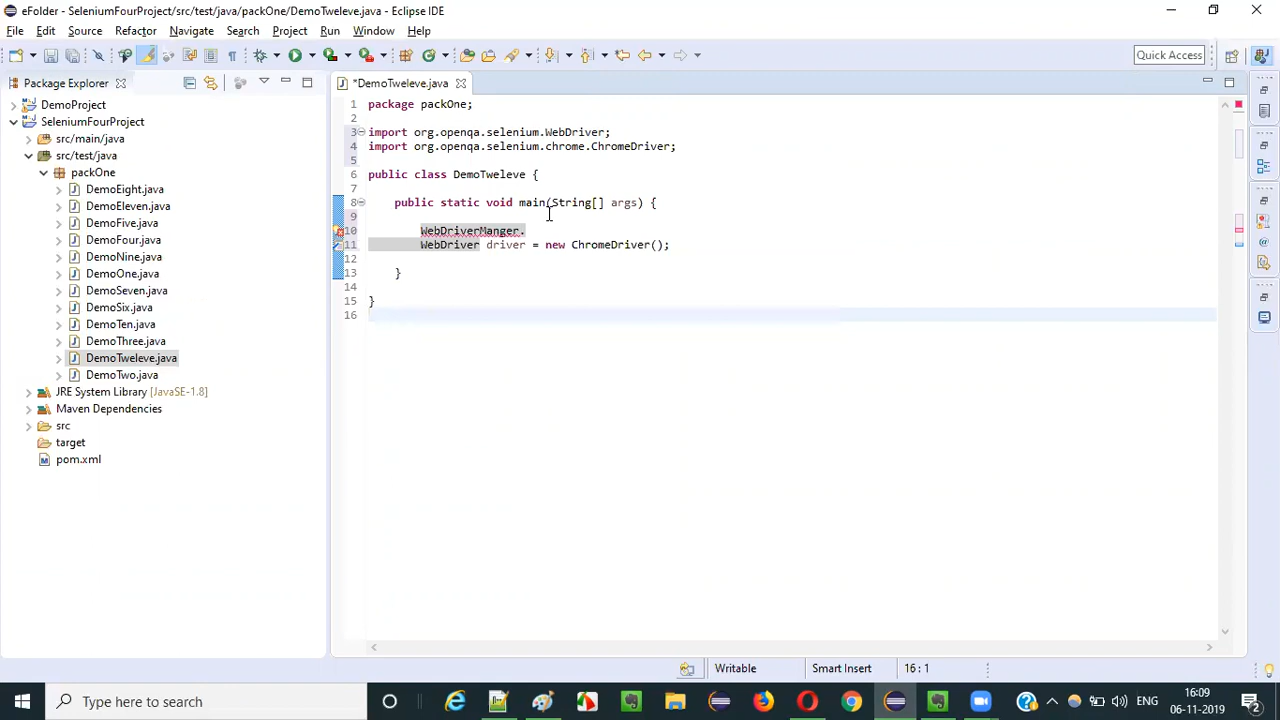 eFolder - SeleniumFourProject/src/test/java/packOne/DemoTweleve.java - Eclipse IDE
File Edit Source Refactor Navigate Search Project Run Window Help
Quick Access
Package Explorer
*DemoTweleve.java
DemoProject
SeleniumFourProject
src/main/java
src/test/java
packOne
DemoEight.java
DemoEleven.java
DemoFive.java
DemoFour.java
DemoNine.java
DemoOne.java
DemoSeven.java
DemoSix.java
DemoTen.java
DemoThree.java
DemoTweleve.java
DemoTwo.java
JRE System Library [JavaSE-1.8]
Maven Dependencies
src
target
pom.xml
1 package packOne;
2
3 import org.openqa.selenium.WebDriver;
4 import org.openqa.selenium.chrome.ChromeDriver;
5
6 public class DemoTweleve {
7
8 public static void main(String[] args) {
9
10 WebDriverManger.
11 WebDriver driver = new ChromeDriver();
12
13 }
14
15 }
16
Writable Smart Insert 16 : 1
Type here to search
ENG
16:09
06-11-2019
2